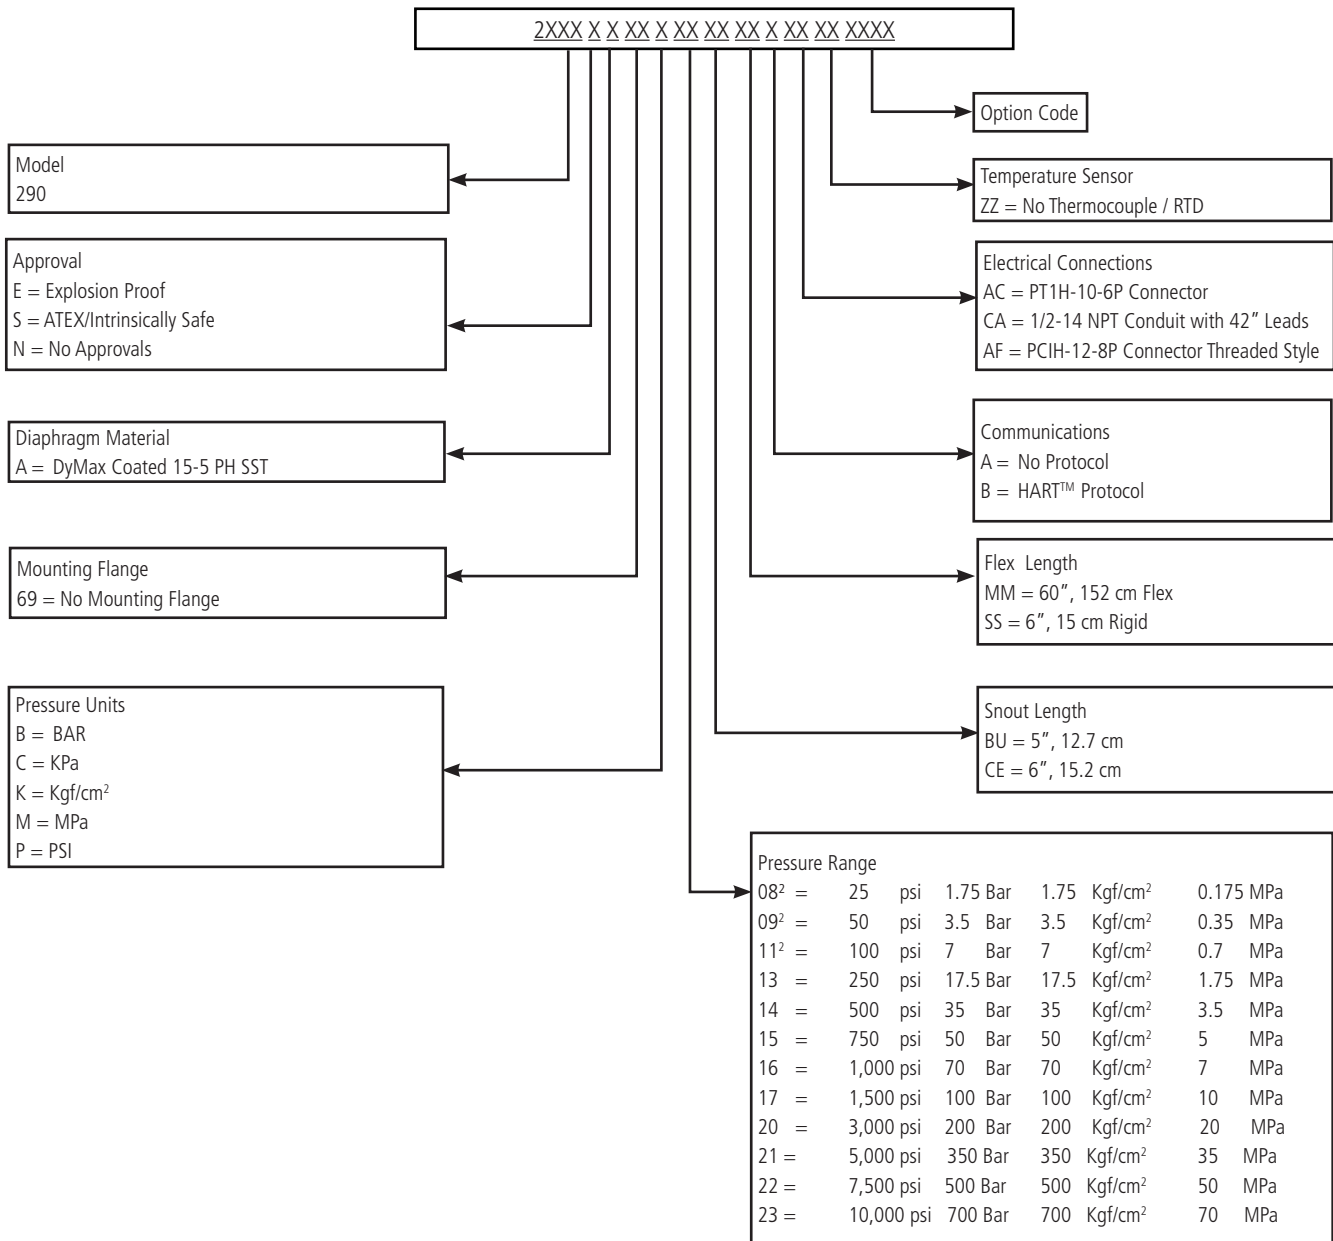 2XXX X X XX X XX XX XX X XX XX XXXX
Option Code
Model
290
Temperature Sensor
ZZ = No Thermocouple / RTD
Approval
E = Explosion Proof
S = ATEX/Intrinsically Safe
N = No Approvals
Electrical Connections
AC = PT1H-10-6P Connector
CA = 1/2-14 NPT Conduit with 42" Leads
AF = PCIH-12-8P Connector Threaded Style
Diaphragm Material
A = DyMax Coated 15-5 PH SST
Communications
A = No Protocol
B = HART™ Protocol
Mounting Flange
69 = No Mounting Flange
Flex Length
MM = 60", 152 cm Flex
SS = 6", 15 cm Rigid
Pressure Units
B = BAR
C = KPa
K = Kgf/cm²
M = MPa
P = PSI
Snout Length
BU = 5", 12.7 cm
CE = 6", 15.2 cm
Pressure Range
08² = 25 psi 1.75 Bar 1.75 Kgf/cm² 0.175 MPa
09² = 50 psi 3.5 Bar 3.5 Kgf/cm² 0.35 MPa
11² = 100 psi 7 Bar 7 Kgf/cm² 0.7 MPa
13 = 250 psi 17.5 Bar 17.5 Kgf/cm² 1.75 MPa
14 = 500 psi 35 Bar 35 Kgf/cm² 3.5 MPa
15 = 750 psi 50 Bar 50 Kgf/cm² 5 MPa
16 = 1,000 psi 70 Bar 70 Kgf/cm² 7 MPa
17 = 1,500 psi 100 Bar 100 Kgf/cm² 10 MPa
20 = 3,000 psi 200 Bar 200 Kgf/cm² 20 MPa
21 = 5,000 psi 350 Bar 350 Kgf/cm² 35 MPa
22 = 7,500 psi 500 Bar 500 Kgf/cm² 50 MPa
23 = 10,000 psi 700 Bar 700 Kgf/cm² 70 MPa